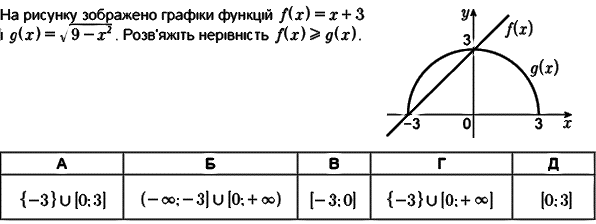 На рисунку зображено графіки функцій f(x) = x + 3
і g(x) = √(9 − x²). Розв'яжіть нерівність f(x) ⩾ g(x).
y
f(x)
3
g(x)
−3
0
3
x
А Б В Г Д
{−3}∪[0;3] (−∞;−3]∪[0;+∞) [−3;0] {−3}∪[0;+∞] [0;3]